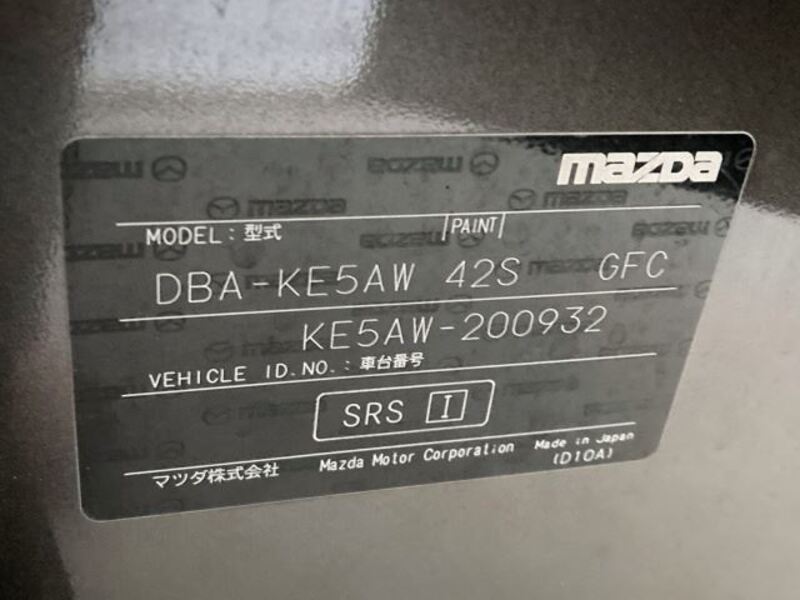 mazda
MODEL: 型式 PAINT
DBA-KE5AW 42S GFC
KE5AW-200932
VEHICLE ID.NO.: 車台番号
SRS I
マツダ株式会社 Mazda Motor Corporation Made in Japan
(D10A)